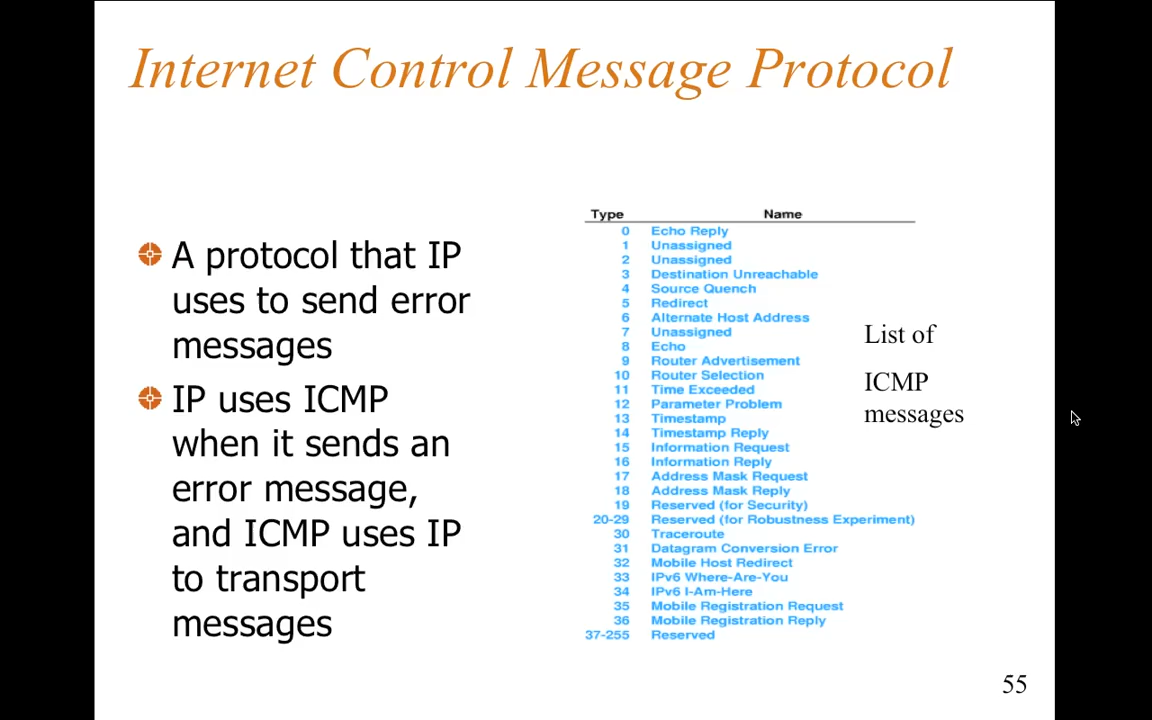 Internet Control Message Protocol
A protocol that IP
uses to send error
messages
IP uses ICMP
when it sends an
error message,
and ICMP uses IP
to transport
messages
Type Name
0 Echo Reply
1 Unassigned
2 Unassigned
3 Destination Unreachable
4 Source Quench
5 Redirect
6 Alternate Host Address
7 Unassigned
8 Echo
9 Router Advertisement
10 Router Selection
11 Time Exceeded
12 Parameter Problem
13 Timestamp
14 Timestamp Reply
15 Information Request
16 Information Reply
17 Address Mask Request
18 Address Mask Reply
19 Reserved (for Security)
20-29 Reserved (for Robustness Experiment)
30 Traceroute
31 Datagram Conversion Error
32 Mobile Host Redirect
33 IPv6 Where-Are-You
34 IPv6 I-Am-Here
35 Mobile Registration Request
36 Mobile Registration Reply
37-255 Reserved
List of
ICMP
messages
55